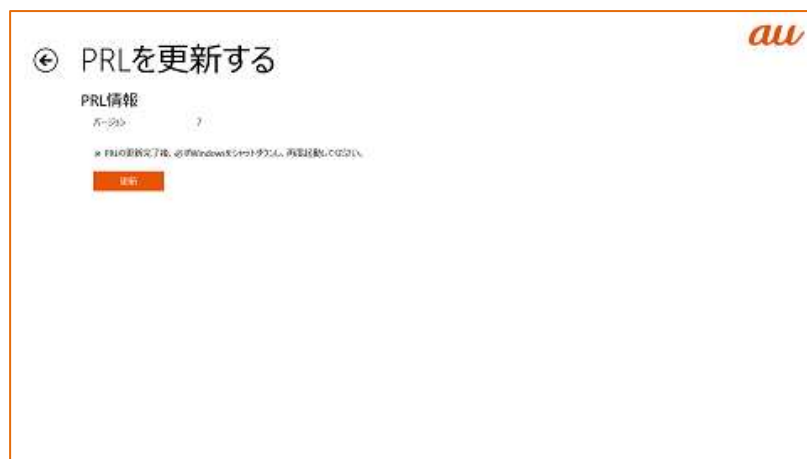 au
PRLを更新する
PRL情報
バージョン 7
※ PRLの更新完了後、必ずWindowsをシャットダウンし、再度起動してください。
更新